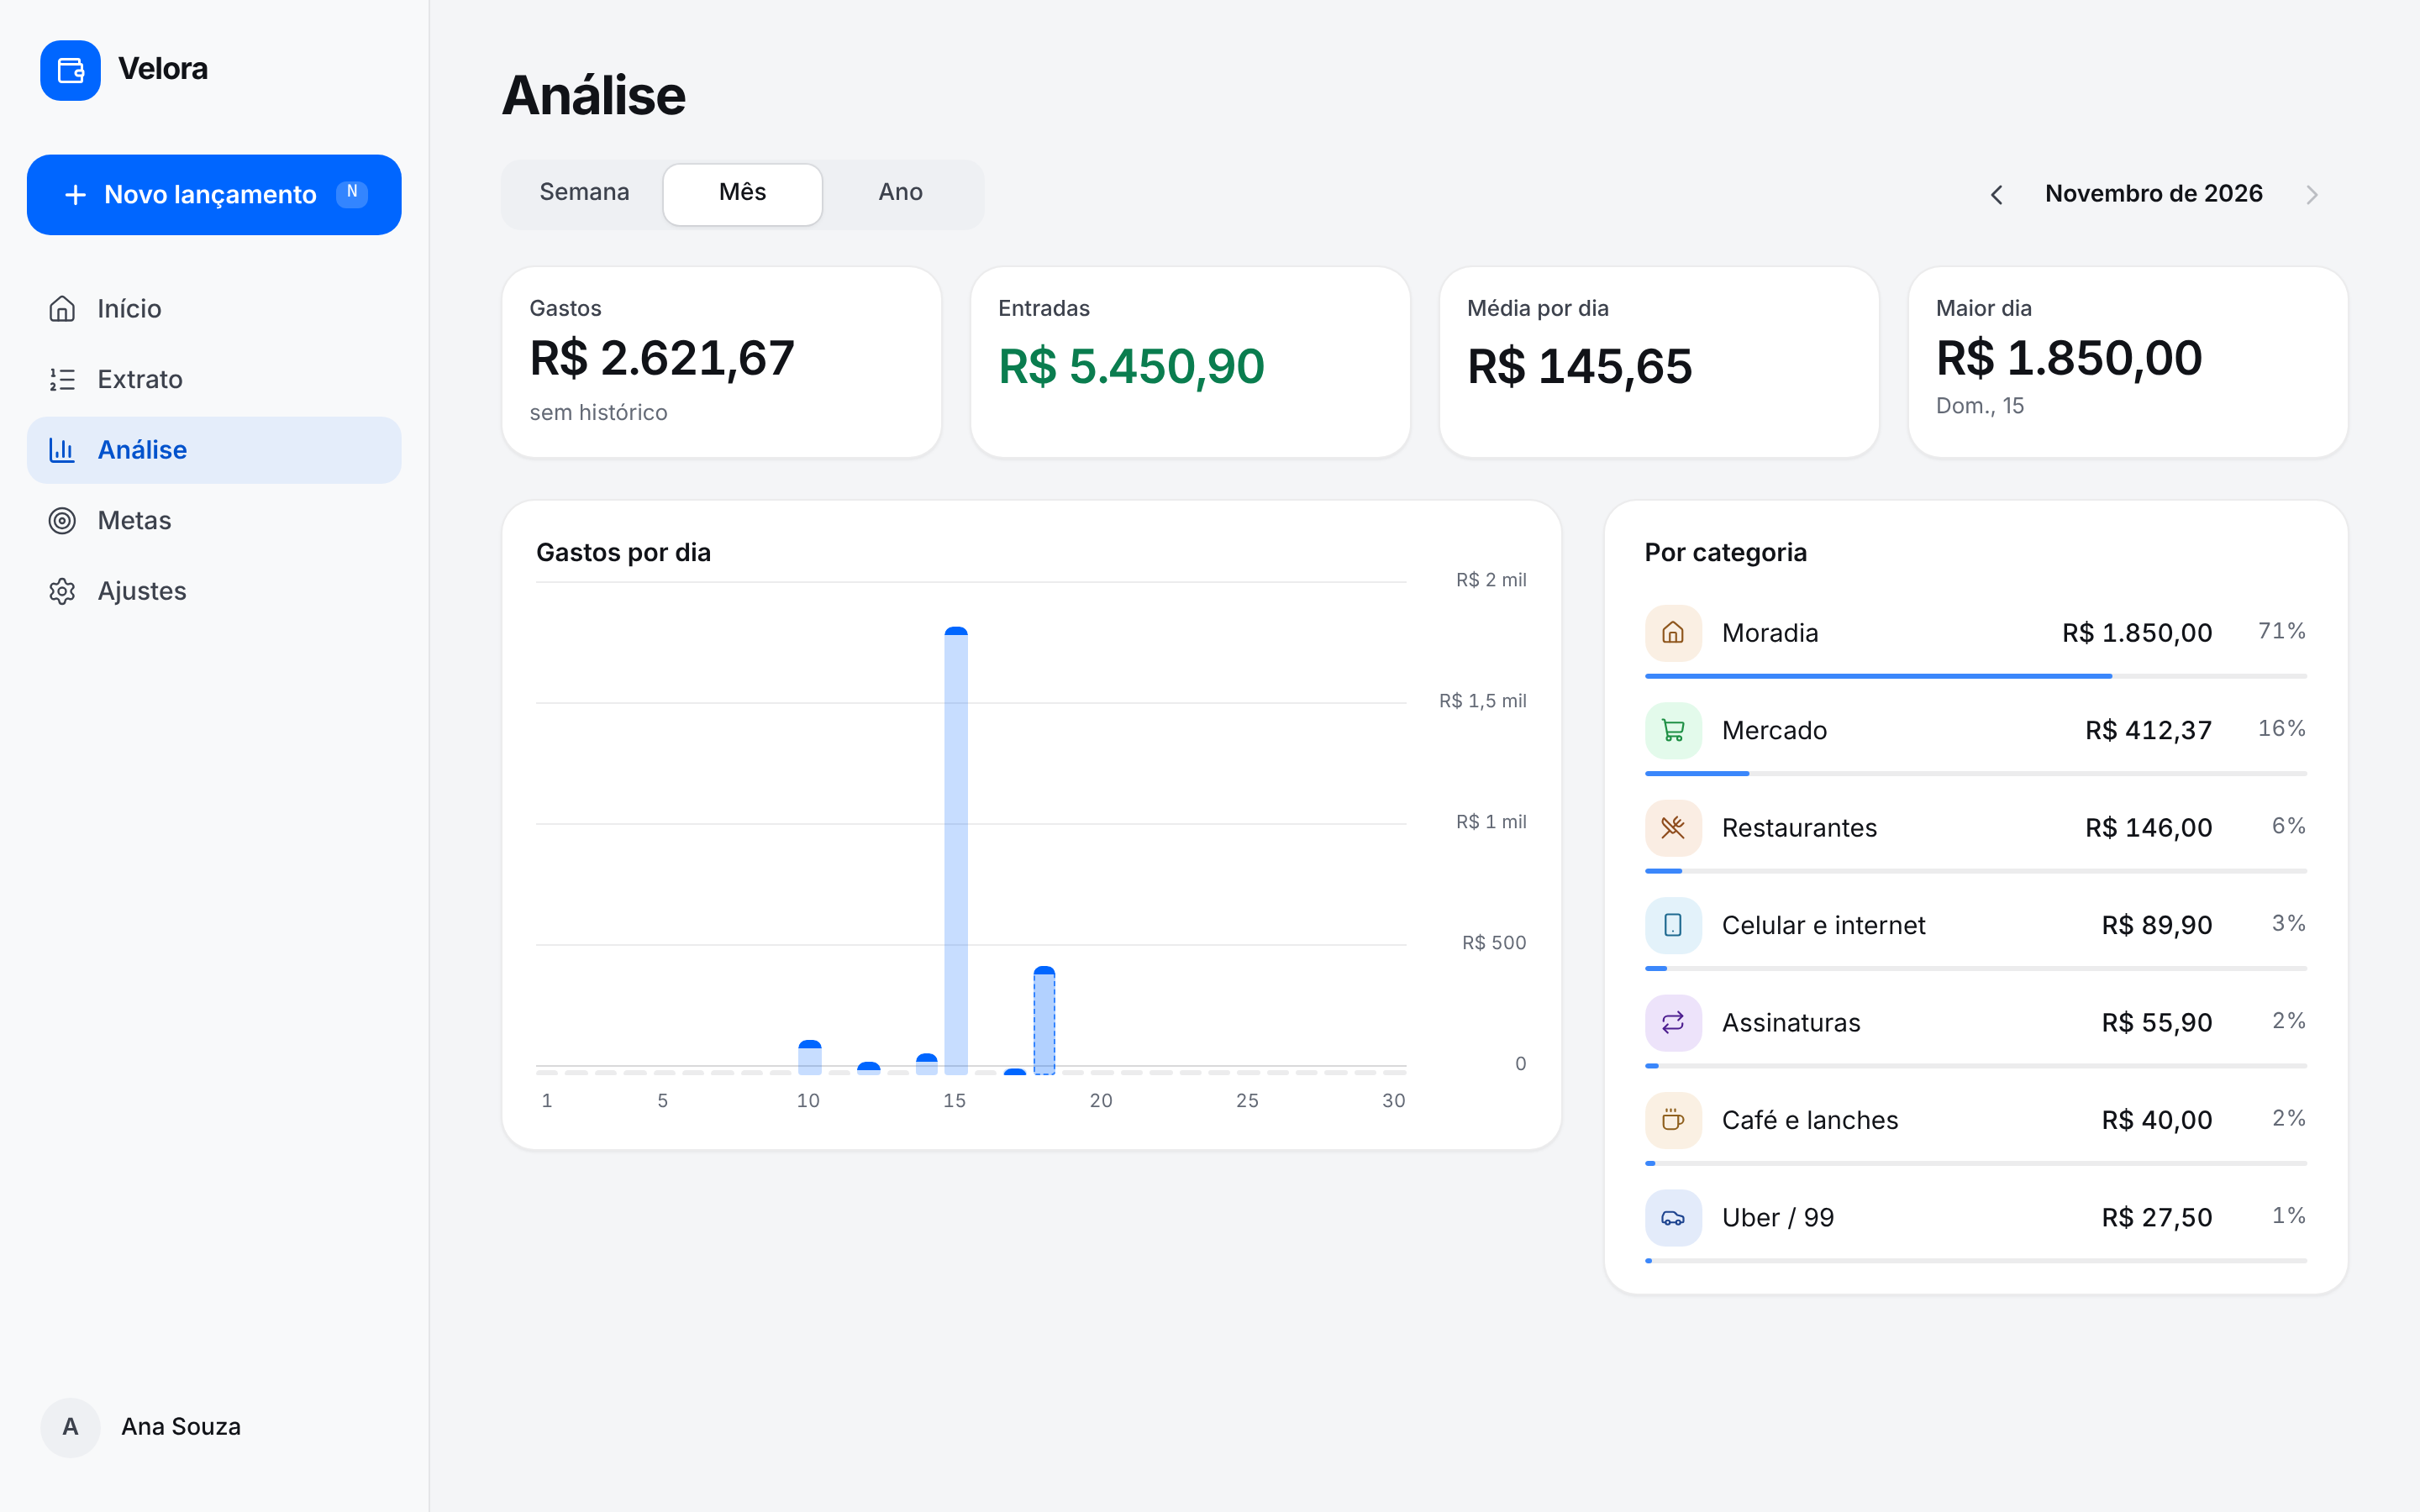 Velora
Novo lançamento N
Início
Extrato
Análise
Metas
Ajustes
Ana Souza
A
Análise
Semana Mês Ano
Novembro de 2026
Gastos
R$ 2.621,67
sem histórico
Entradas
R$ 5.450,90
Média por dia
R$ 145,65
Maior dia
R$ 1.850,00
Dom., 15
Gastos por dia
R$ 2 mil
R$ 1,5 mil
R$ 1 mil
R$ 500
0
1 5 10 15 20 25 30
Por categoria
Moradia R$ 1.850,00 71%
Mercado R$ 412,37 16%
Restaurantes R$ 146,00 6%
Celular e internet R$ 89,90 3%
Assinaturas R$ 55,90 2%
Café e lanches R$ 40,00 2%
Uber / 99 R$ 27,50 1%